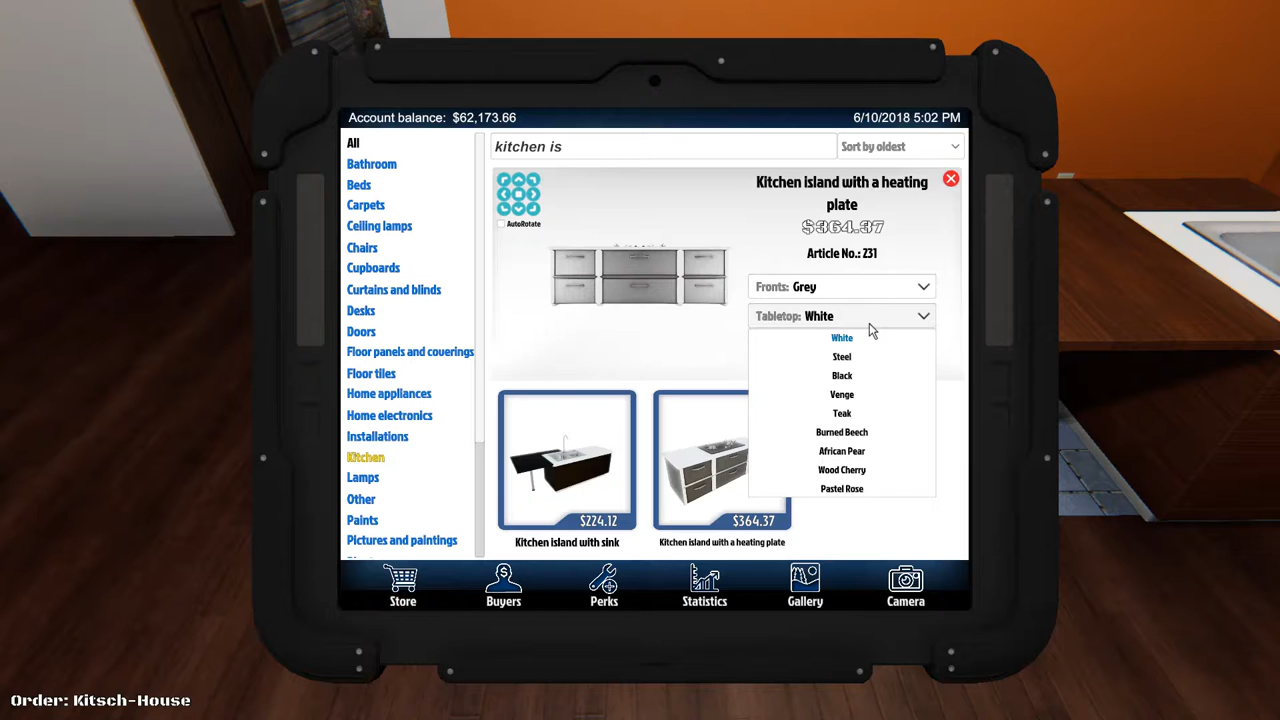 Account balance: $62,173.66
6/10/2018 5:02 PM
All
Bathroom
Beds
Carpets
Ceiling lamps
Chairs
Cupboards
Curtains and blinds
Desks
Doors
Floor panels and coverings
Floor tiles
Home appliances
Home electronics
Installations
Kitchen
Lamps
Other
Paints
Pictures and paintings
kitchen is
Sort by oldest
AutoRotate
Kitchen island with a heating
plate
$364.37
Article No.: 231
Fronts: Grey
Tabletop: White
White
Steel
Black
Venge
Teak
Burned Beech
African Pear
Wood Cherry
Pastel Rose
$224.12
Kitchen island with sink
$364.37
Kitchen island with a heating plate
Store
Buyers
Perks
Statistics
Gallery
Camera
Order: Kitsch-House